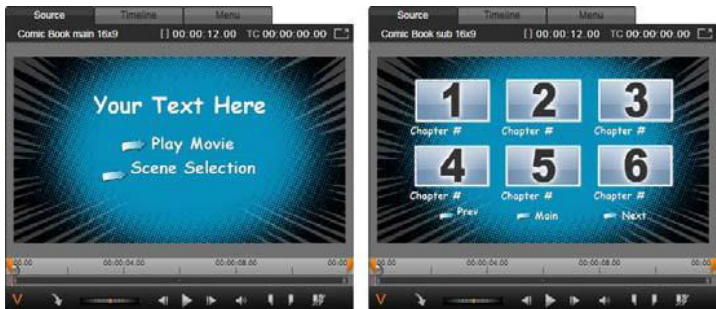 Source Timeline Menu
Comic Book main 16x9 [ ] 00:00:12.00 TC 00:00:00.00
Your Text Here
Play Movie
Scene Selection
00.00 00:00:04.00 00:00:08.00 00:00:
V
Source Timeline Menu
Comic Book sub 16x9 [ ] 00:00:12.00 TC 00:00:00.00
1 2 3
Chapter # Chapter # Chapter #
4 5 6
Chapter # Chapter # Chapter #
Prev Main Next
00.00 00:00:04.00 00:00:08.00 00:00:
V